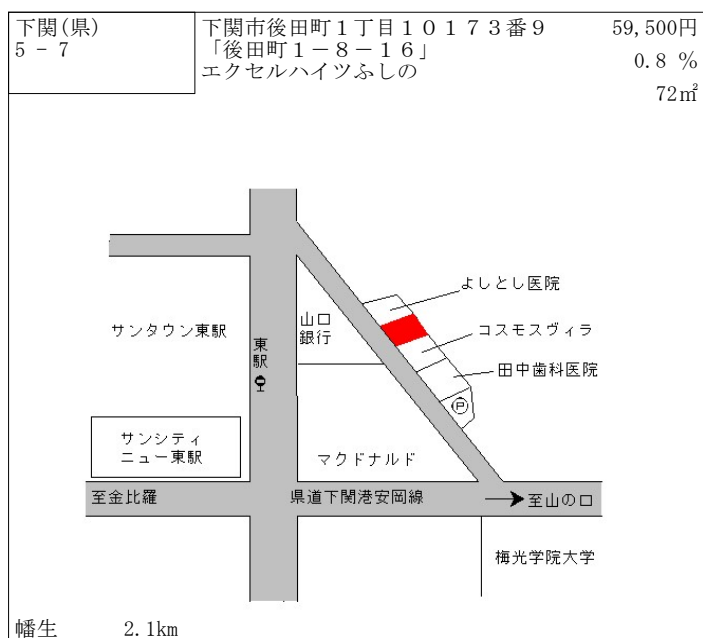 下関(県)
5－7
下関市後田町１丁目１０１７３番９
「後田町１－８－１６」
エクセルハイツふしの
59,500円
0.8 %
72㎡
よしとし医院
コスモスヴィラ
田中歯科医院
Ⓟ
山口
銀行
サンタウン東駅
東駅
サンシティ
ニュー東駅
マクドナルド
至金比羅
県道下関港安岡線
至山の口
梅光学院大学
幡生 2.1km